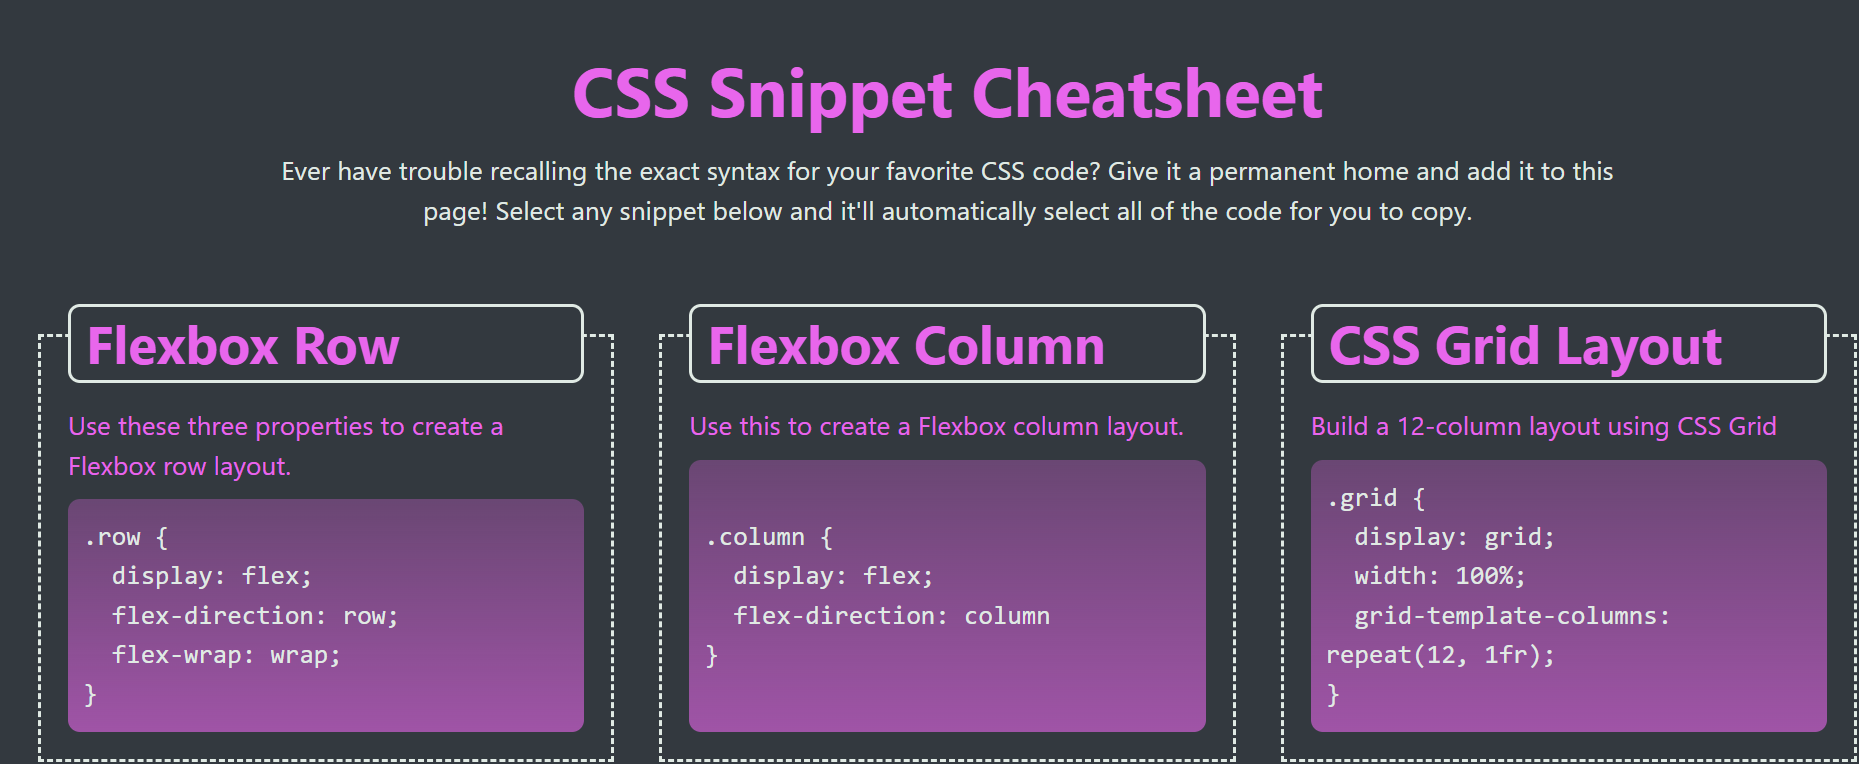 CSS Snippet Cheatsheet
Ever have trouble recalling the exact syntax for your favorite CSS code? Give it a permanent home and add it to this
page! Select any snippet below and it'll automatically select all of the code for you to copy.
Flexbox Row
Use these three properties to create a
Flexbox row layout.
.row {
  display: flex;
  flex-direction: row;
  flex-wrap: wrap;
}
Flexbox Column
Use this to create a Flexbox column layout.
.column {
  display: flex;
  flex-direction: column
}
CSS Grid Layout
Build a 12-column layout using CSS Grid
.grid {
  display: grid;
  width: 100%;
  grid-template-columns:
repeat(12, 1fr);
}